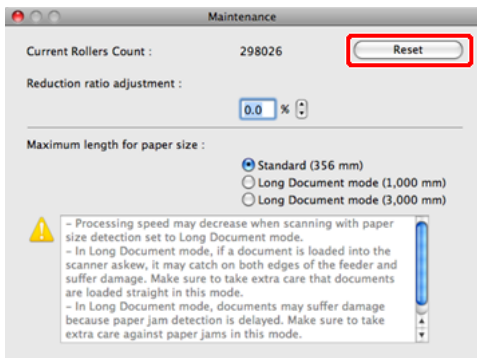 Maintenance
Current Rollers Count : 298026 Reset
Reduction ratio adjustment :
0.0 %
Maximum length for paper size :
Standard (356 mm)
Long Document mode (1,000 mm)
Long Document mode (3,000 mm)
– Processing speed may decrease when scanning with paper
size detection set to Long Document mode.
– In Long Document mode, if a document is loaded into the
scanner askew, it may catch on both edges of the feeder and
suffer damage. Make sure to take extra care that documents
are loaded straight in this mode.
– In Long Document mode, documents may suffer damage
because paper jam detection is delayed. Make sure to take
extra care against paper jams in this mode.